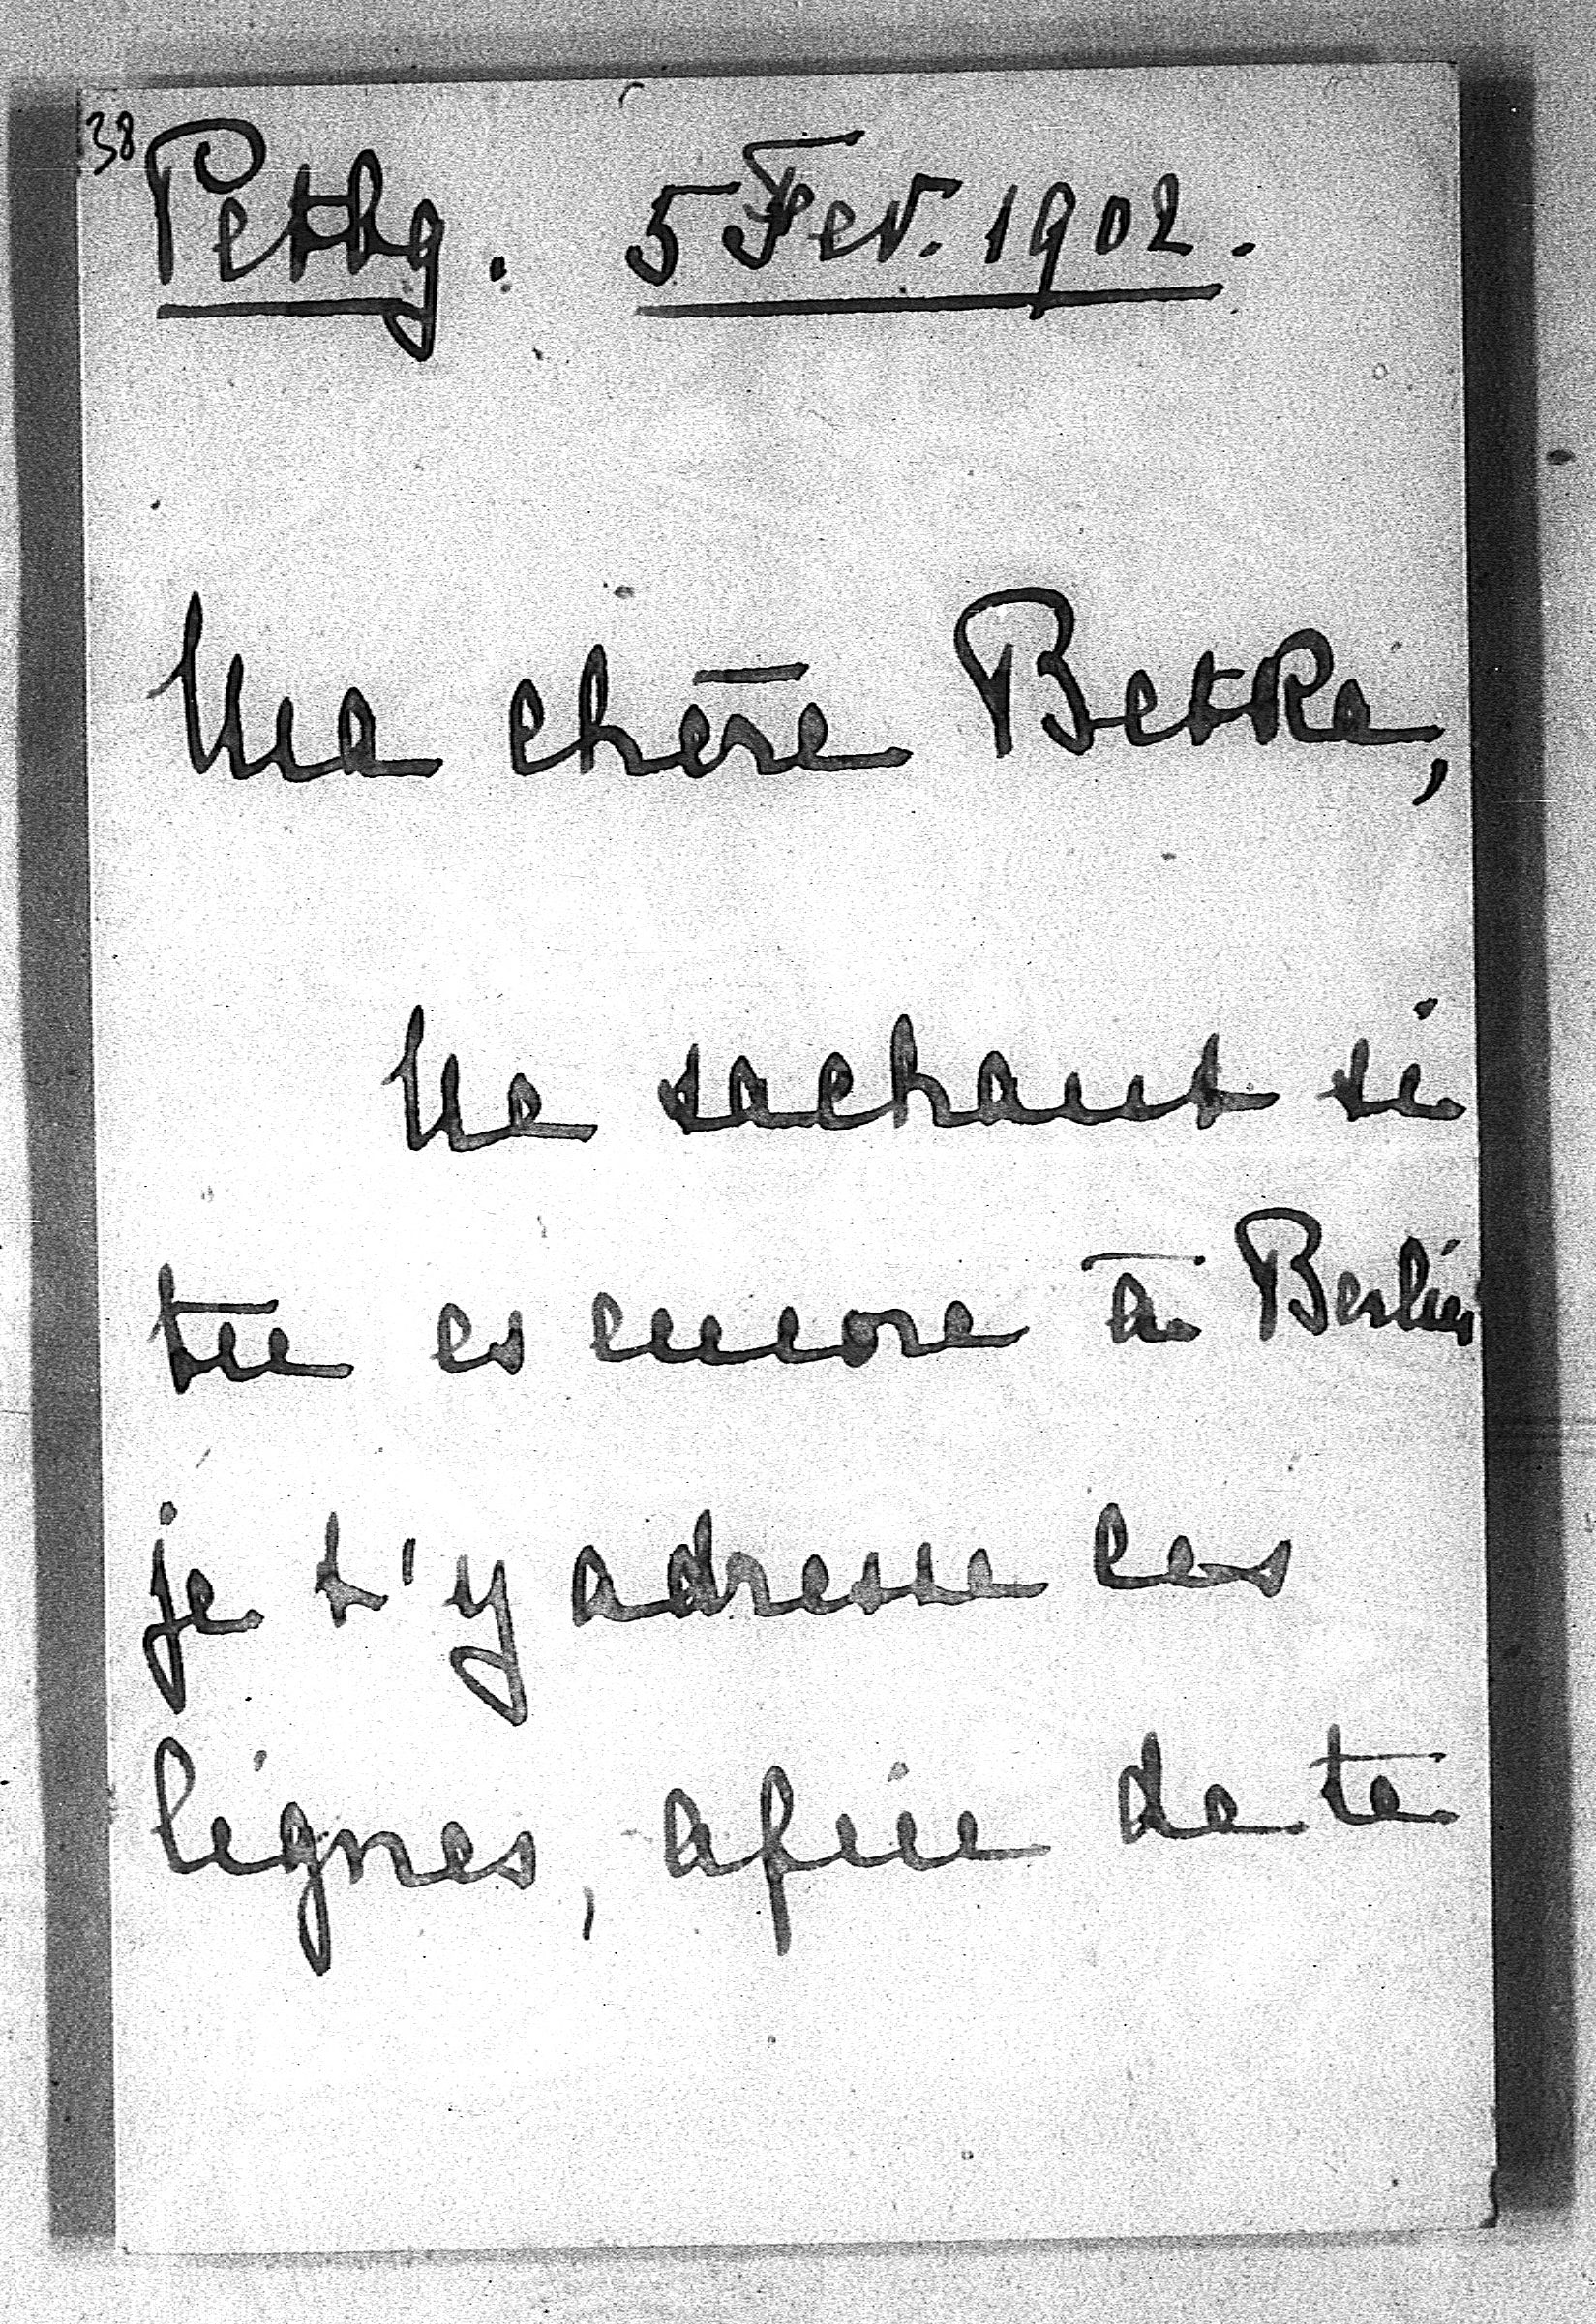 38
Petbg. 5 Fev. 1902.
Ma chère Betka,
Ne sachant si
tu es encore à Berlin
je t'y adresse ces
lignes, afin de te